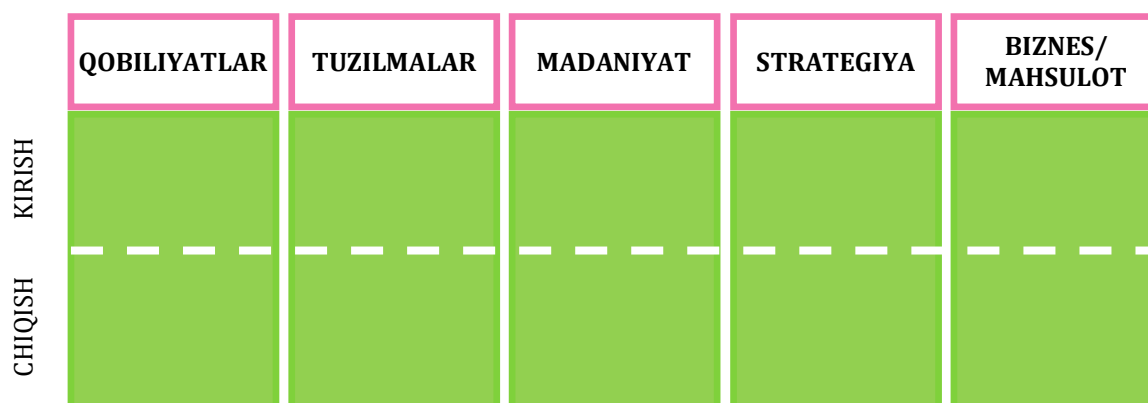 QOBILIYATLAR
TUZILMALAR
MADANIYAT
STRATEGIYA
BIZNES/
MAHSULOT
KIRISH
CHIQISH